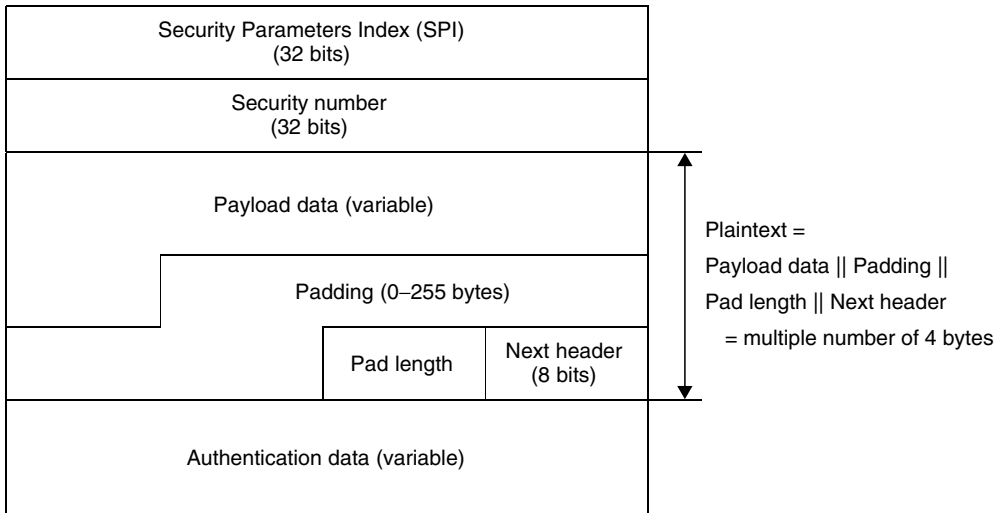 Security Parameters Index (SPI)
(32 bits)
Security number
(32 bits)
Payload data (variable)
Padding (0–255 bytes)
Pad length
Next header
(8 bits)
Authentication data (variable)
Plaintext =
Payload data || Padding ||
Pad length || Next header
= multiple number of 4 bytes